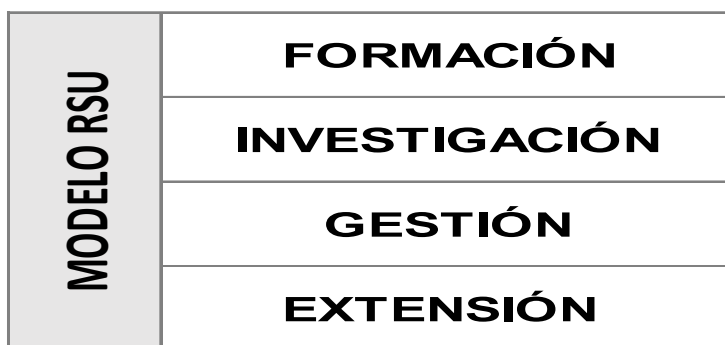 MODELO RSU
FORMACIÓN
INVESTIGACIÓN
GESTIÓN
EXTENSIÓN